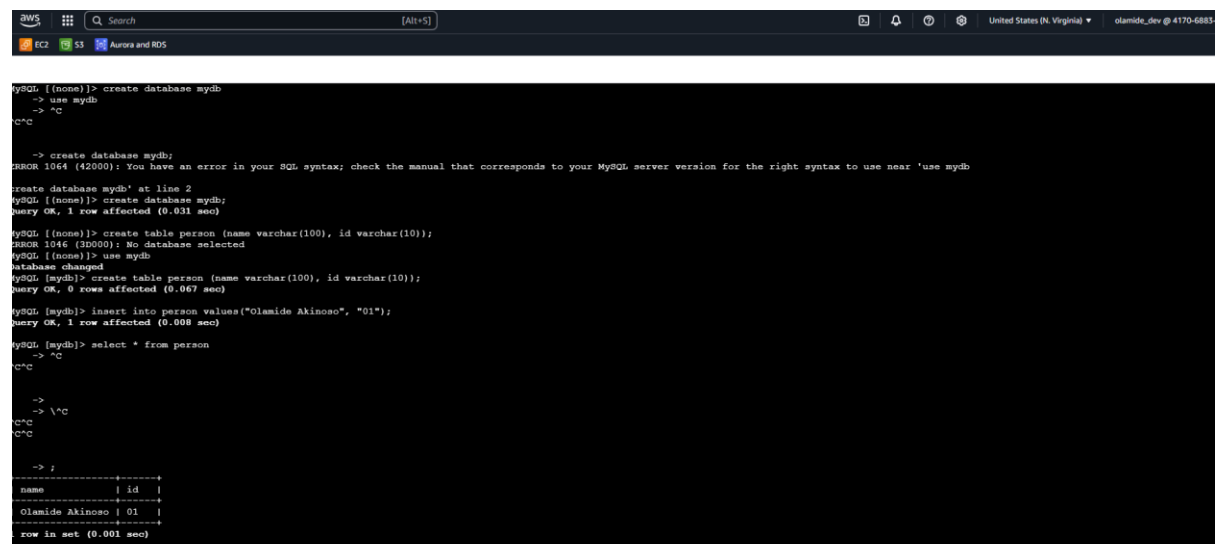 aws
Search [Alt+S] United States (N. Virginia) ▼ olamide_dev @ 4170-6883-
EC2 S3 Aurora and RDS
MySQL [(none)]> create database mydb
-> use mydb
-> ^C
^C^C
-> create database mydb;
ERROR 1064 (42000): You have an error in your SQL syntax; check the manual that corresponds to your MySQL server version for the right syntax to use near 'use mydb
create database mydb' at line 2
MySQL [(none)]> create database mydb;
Query OK, 1 row affected (0.031 sec)
MySQL [(none)]> create table person (name varchar(100), id varchar(10));
ERROR 1046 (3D000): No database selected
MySQL [(none)]> use mydb
Database changed
MySQL [mydb]> create table person (name varchar(100), id varchar(10));
Query OK, 0 rows affected (0.067 sec)
MySQL [mydb]> insert into person values("Olamide Akinoso", "01");
Query OK, 1 row affected (0.008 sec)
MySQL [mydb]> select * from person
-> ^C
^C^C
->
-> \^C
^C^C
^C^C
-> ;
+-----------------+------+
| name | id |
+-----------------+------+
| Olamide Akinoso | 01 |
+-----------------+------+
1 row in set (0.001 sec)